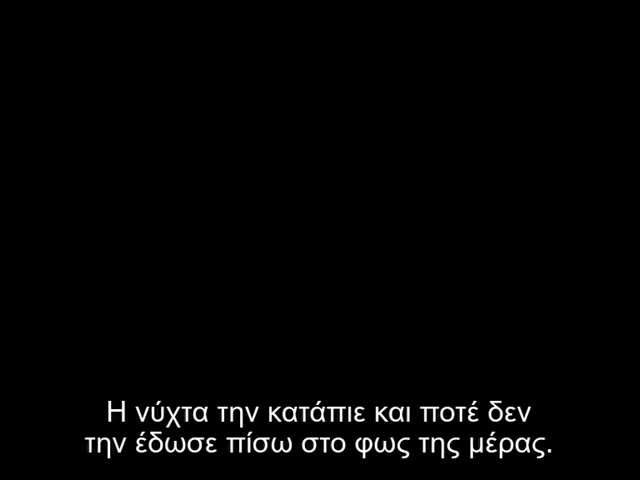 Η νύχτα την κατάπιε και ποτέ δεν
την έδωσε πίσω στο φως της μέρας.